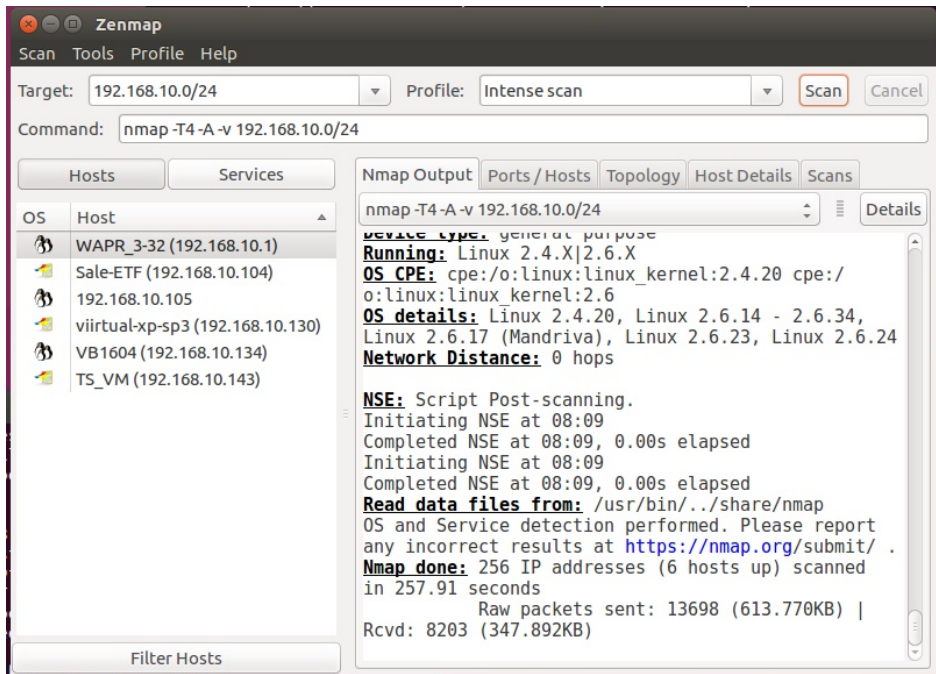 Zenmap
Scan Tools Profile Help
Target: 192.168.10.0/24 Profile: Intense scan Scan Cancel
Command: nmap -T4 -A -v 192.168.10.0/24
Hosts Services
OS Host
WAPR_3-32 (192.168.10.1)
Sale-ETF (192.168.10.104)
192.168.10.105
viirtual-xp-sp3 (192.168.10.130)
VB1604 (192.168.10.134)
TS_VM (192.168.10.143)
Filter Hosts
Nmap Output Ports / Hosts Topology Host Details Scans
nmap -T4 -A -v 192.168.10.0/24 Details
Device type: general purpose
Running: Linux 2.4.X|2.6.X
OS CPE: cpe:/o:linux:linux_kernel:2.4.20 cpe:/
o:linux:linux_kernel:2.6
OS details: Linux 2.4.20, Linux 2.6.14 - 2.6.34,
Linux 2.6.17 (Mandriva), Linux 2.6.23, Linux 2.6.24
Network Distance: 0 hops
NSE: Script Post-scanning.
Initiating NSE at 08:09
Completed NSE at 08:09, 0.00s elapsed
Initiating NSE at 08:09
Completed NSE at 08:09, 0.00s elapsed
Read data files from: /usr/bin/../share/nmap
OS and Service detection performed. Please report
any incorrect results at https://nmap.org/submit/ .
Nmap done: 256 IP addresses (6 hosts up) scanned
in 257.91 seconds
Raw packets sent: 13698 (613.770KB) |
Rcvd: 8203 (347.892KB)